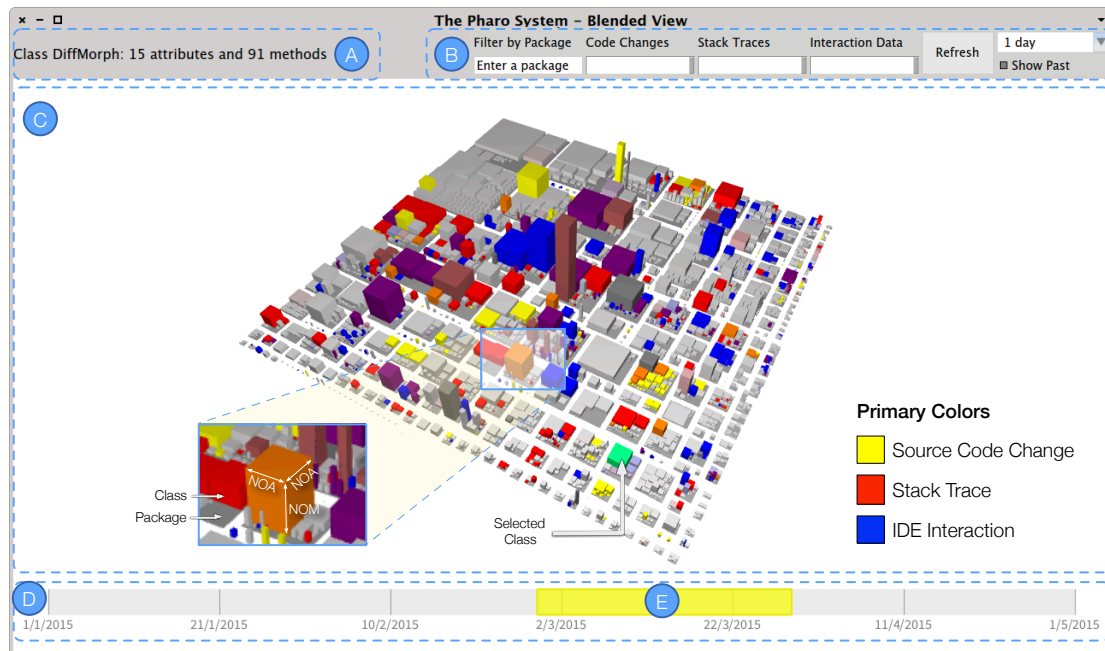 The Pharo System – Blended View
Class DiffMorph: 15 attributes and 91 methods
A
B
Filter by Package
Code Changes
Stack Traces
Interaction Data
Enter a package
Refresh
1 day
Show Past
C
Primary Colors
Source Code Change
Stack Trace
IDE Interaction
NOA
NOA
NOM
Class
Package
Selected
Class
D
E
1/1/2015
21/1/2015
10/2/2015
2/3/2015
22/3/2015
11/4/2015
1/5/2015